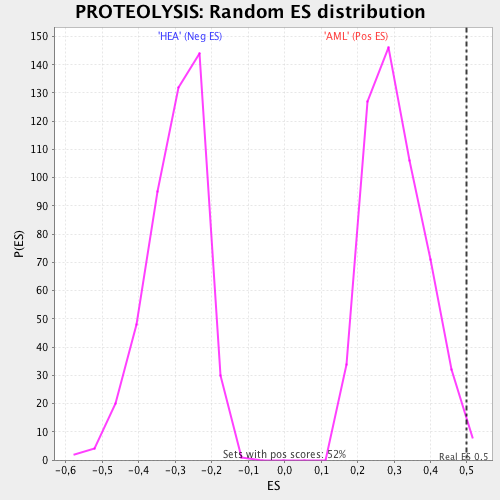 PROTEOLYSIS: Random ES distribution
'HEA' (Neg ES) 'AML' (Pos ES)
150
140
130
120
110
100
90
80
70
60
50
40
30
20
10
0
P(ES)
Sets with pos scores: 52%
Real ES 0.5
-0,6 -0,5 -0,4 -0,3 -0,2 -0,1 0,0 0,1 0,2 0,3 0,4 0,5
ES